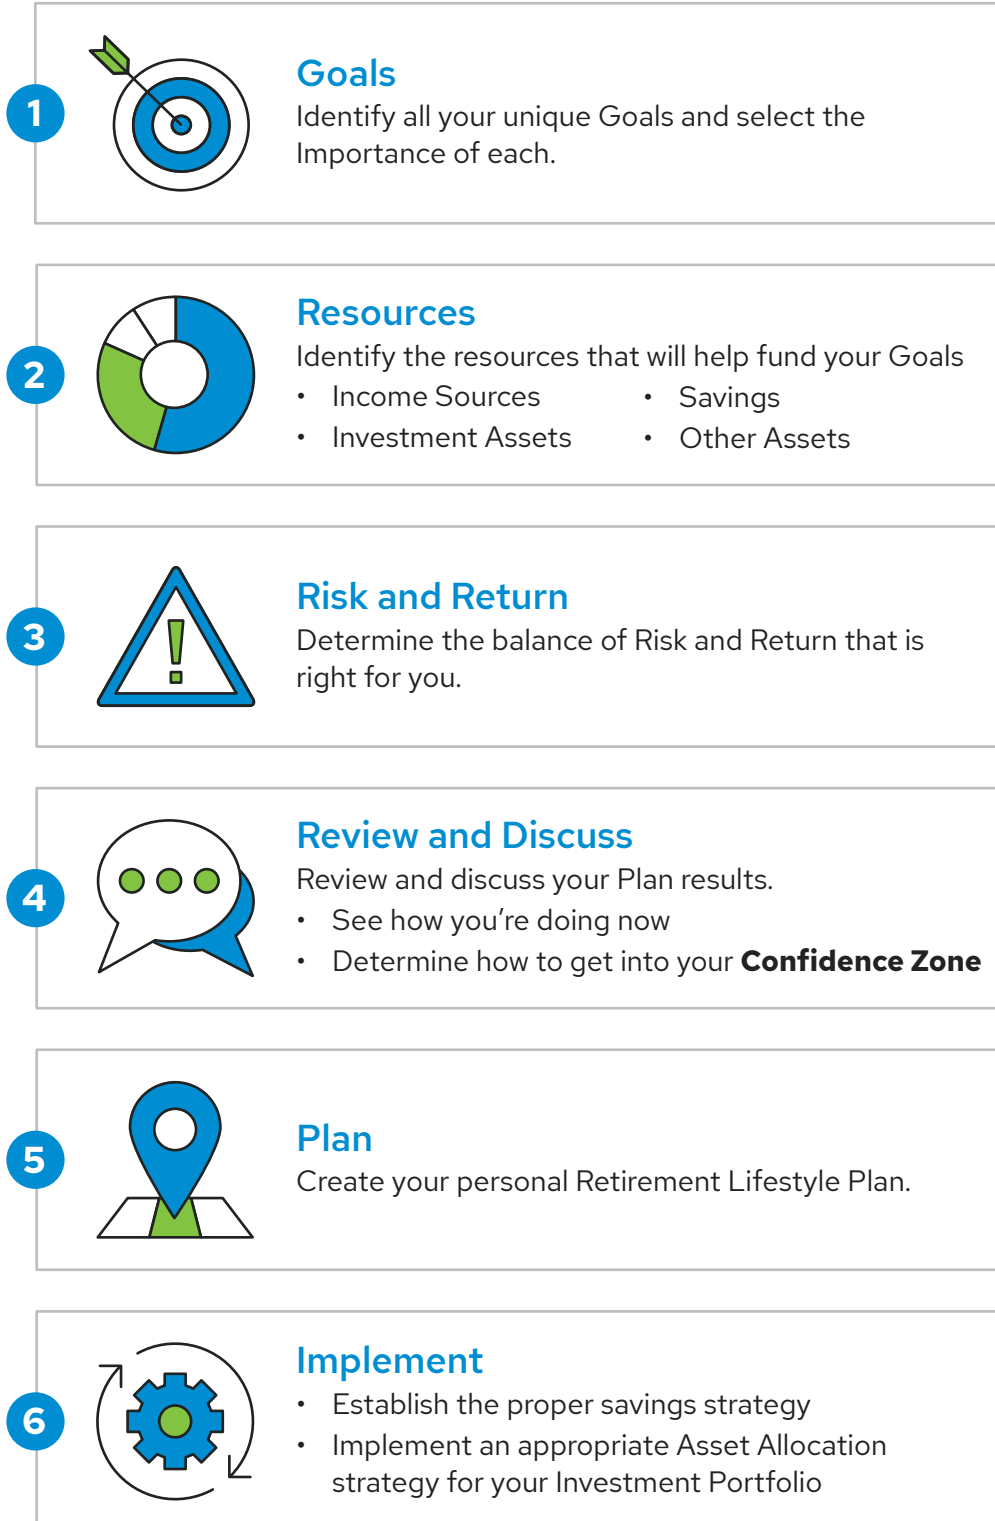 1
Goals
Identify all your unique Goals and select the
Importance of each.
2
Resources
Identify the resources that will help fund your Goals
• Income Sources
• Investment Assets
• Savings
• Other Assets
3
Risk and Return
Determine the balance of Risk and Return that is
right for you.
4
Review and Discuss
Review and discuss your Plan results.
• See how you're doing now
• Determine how to get into your Confidence Zone
5
Plan
Create your personal Retirement Lifestyle Plan.
6
Implement
• Establish the proper savings strategy
• Implement an appropriate Asset Allocation
strategy for your Investment Portfolio